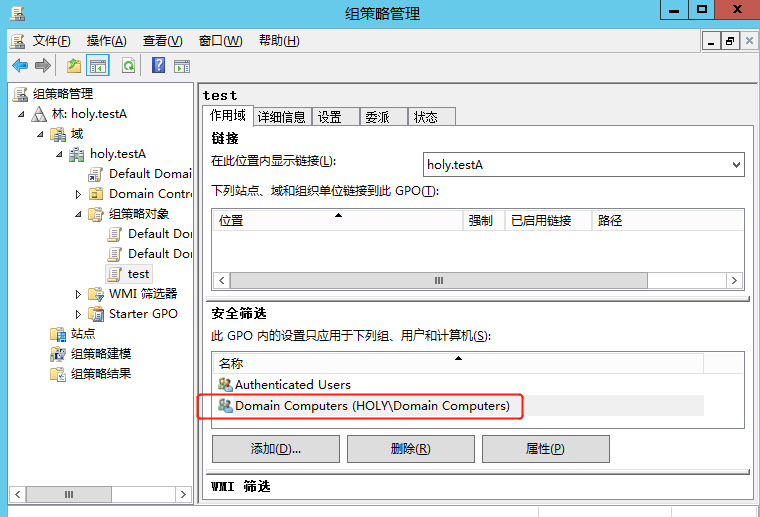 组策略管理
文件(F) 操作(A) 查看(V) 窗口(W) 帮助(H)
组策略管理
林: holy.testA
域
holy.testA
Default Domai
Domain Contro
组策略对象
Default Dor
Default Dor
test
WMI 筛选器
Starter GPO
站点
组策略建模
组策略结果
test
作用域 详细信息 设置 委派 状态
链接
在此位置内显示链接(L): holy.testA
下列站点、域和组织单位链接到此 GPO(T):
位置 强制 已启用链接 路径
安全筛选
此 GPO 内的设置只应用于下列组、用户和计算机(S):
名称
Authenticated Users
Domain Computers (HOLY\Domain Computers)
添加(D)... 删除(R) 属性(P)
WMI 筛选